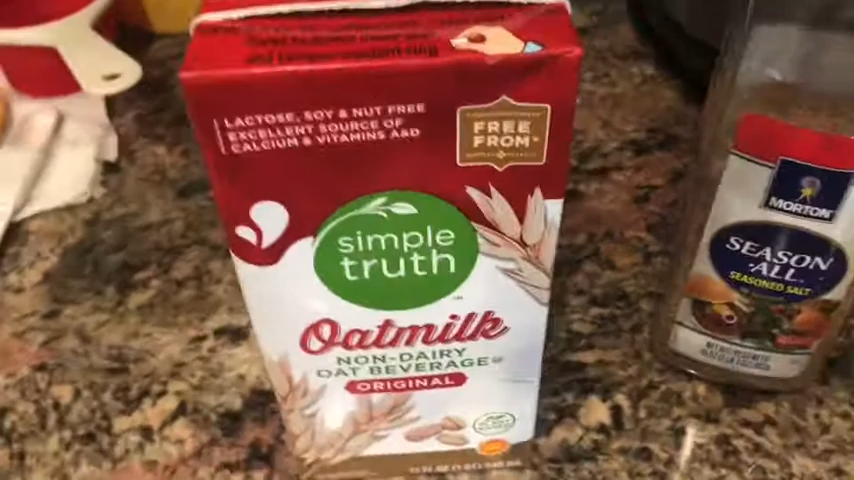 LACTOSE, SOY & NUT FREE
EXCELLENT SOURCE OF
CALCIUM & VITAMINS A&D
FREE
FROM*
simple
truth
Oatmilk
NON-DAIRY
OAT BEVERAGE
ORIGINAL
MORTON
SEASON
ALL
SEASONED SALT